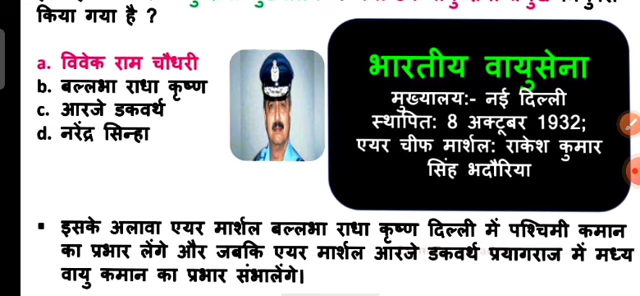 किया गया है ?
a. विवेक राम चौधरी
b. बल्लभा राधा कृष्ण
c. आरजे डकवर्थ
d. नरेंद्र सिन्हा
भारतीय वायुसेना
मुख्यालय:- नई दिल्ली
स्थापित: 8 अक्टूबर 1932;
एयर चीफ मार्शल: राकेश कुमार
सिंह भदौरिया
▪ इसके अलावा एयर मार्शल बल्लभा राधा कृष्ण दिल्ली में पश्चिमी कमान
का प्रभार लेंगे और जबकि एयर मार्शल आरजे डकवर्थ प्रयागराज में मध्य
वायु कमान का प्रभार संभालेंगे।